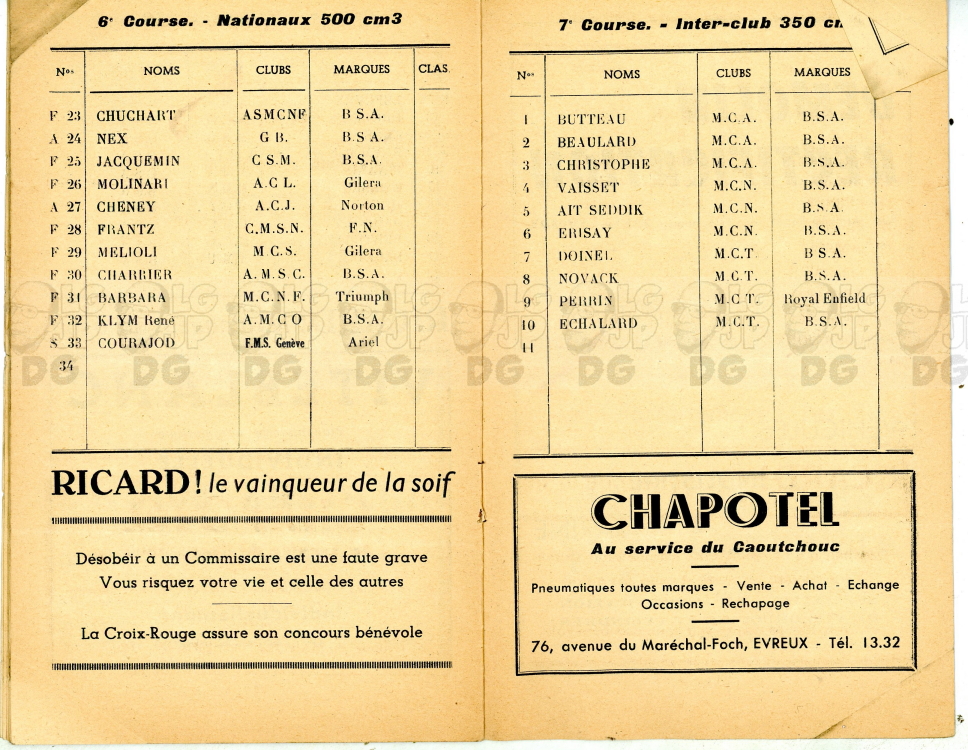 6e Course. - Nationaux 500 cm3
Nos NOMS CLUBS MARQUES CLAS.
F 23 CHUCHART ASMCNF B S.A.
A 24 NEX G B. B.S A.
F 25 JACQUEMIN C S.M. B.S.A.
F 26 MOLINARI A.C L. Gilera
A 27 CHENEY A.C.J. Norton
F 28 FRANTZ C.M.S.N. F.N.
F 29 MELIOLI M C.S. Gilera
F 30 CHARRIER A. M.S.C. B.S.A.
F 31 BARBARA M.C.N.F. Triumph
F 32 KLYM René A.M.C O B.S.A.
S 33 COURAJOD F.M.S. Genève Ariel
34
RICARD ! le vainqueur de la soif
Désobéir à un Commissaire est une faute grave
Vous risquez votre vie et celle des autres
La Croix-Rouge assure son concours bénévole
7e Course. - Inter-club 350
Nos NOMS CLUBS MARQUES
1 BUTTEAU M.C.A. B.S.A.
2 BEAULARD M.C.A. B.S.A.
3 CHRISTOPHE M.C.A. B.S.A.
4 VAISSET M.C.N. B.S.A.
5 AIT SEDDIK M.C.N. B.S.A.
6 ERISAY M.C.N. B.S.A.
7 DOINEL M.C.T. B S.A.
8 NOVACK M C.T. B.S.A.
9 PERRIN M.C T. Royal Enfield
10 ECHALARD M.C.T. B.S.A.
11
CHAPOTEL
Au service du Caoutchouc
Pneumatiques toutes marques - Vente - Achat - Echange
Occasions - Rechapage
76, avenue du Maréchal-Foch, EVREUX - Tél. 13.32
LG JP DG